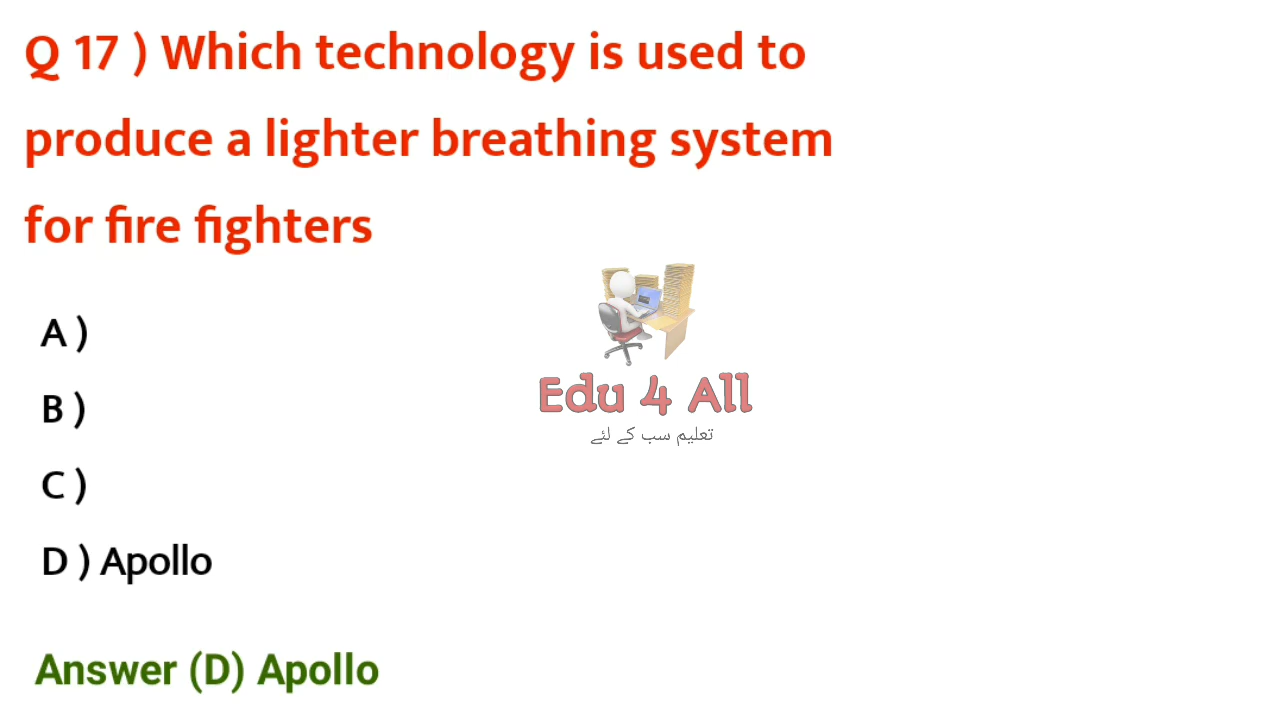 Q 17 ) Which technology is used to
produce a lighter breathing system
for fire fighters
A )
B )
C )
D ) Apollo
Edu 4 All
تعلیم سب کے لئے
Answer (D) Apollo